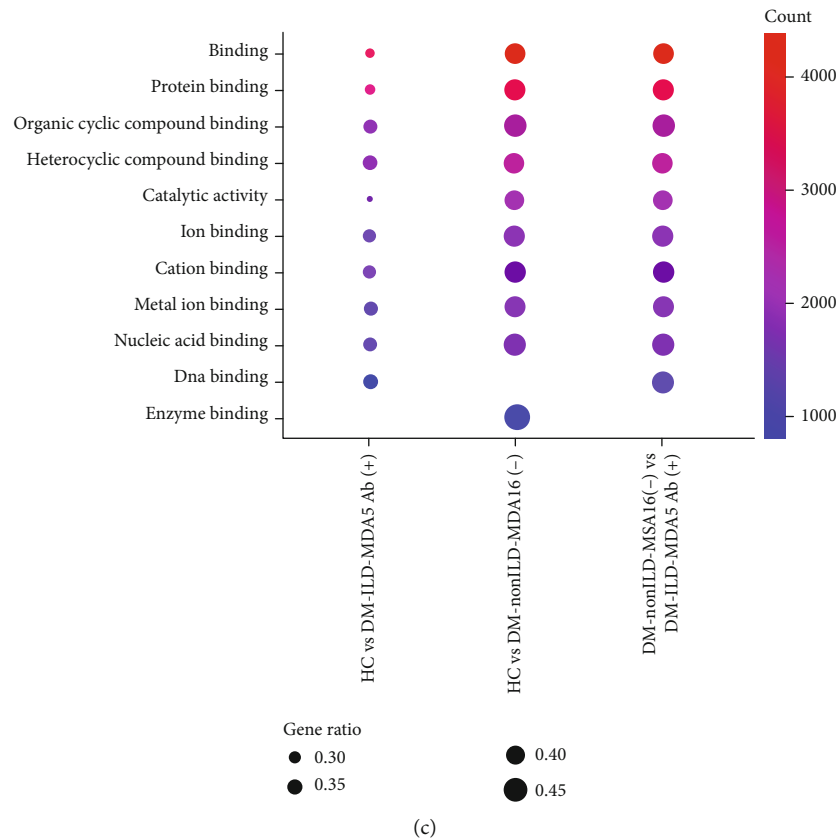 Count
4000
3000
2000
1000
Binding
Protein binding
Organic cyclic compound binding
Heterocyclic compound binding
Catalytic activity
Ion binding
Cation binding
Metal ion binding
Nucleic acid binding
Dna binding
Enzyme binding
HC vs DM-ILD-MDA5 Ab (+)
HC vs DM-nonILD-MDA16 (–)
DM-nonILD-MSA16(–) vs
DM-ILD-MDA5 Ab (+)
Gene ratio
0.30
0.35
0.40
0.45
(c)